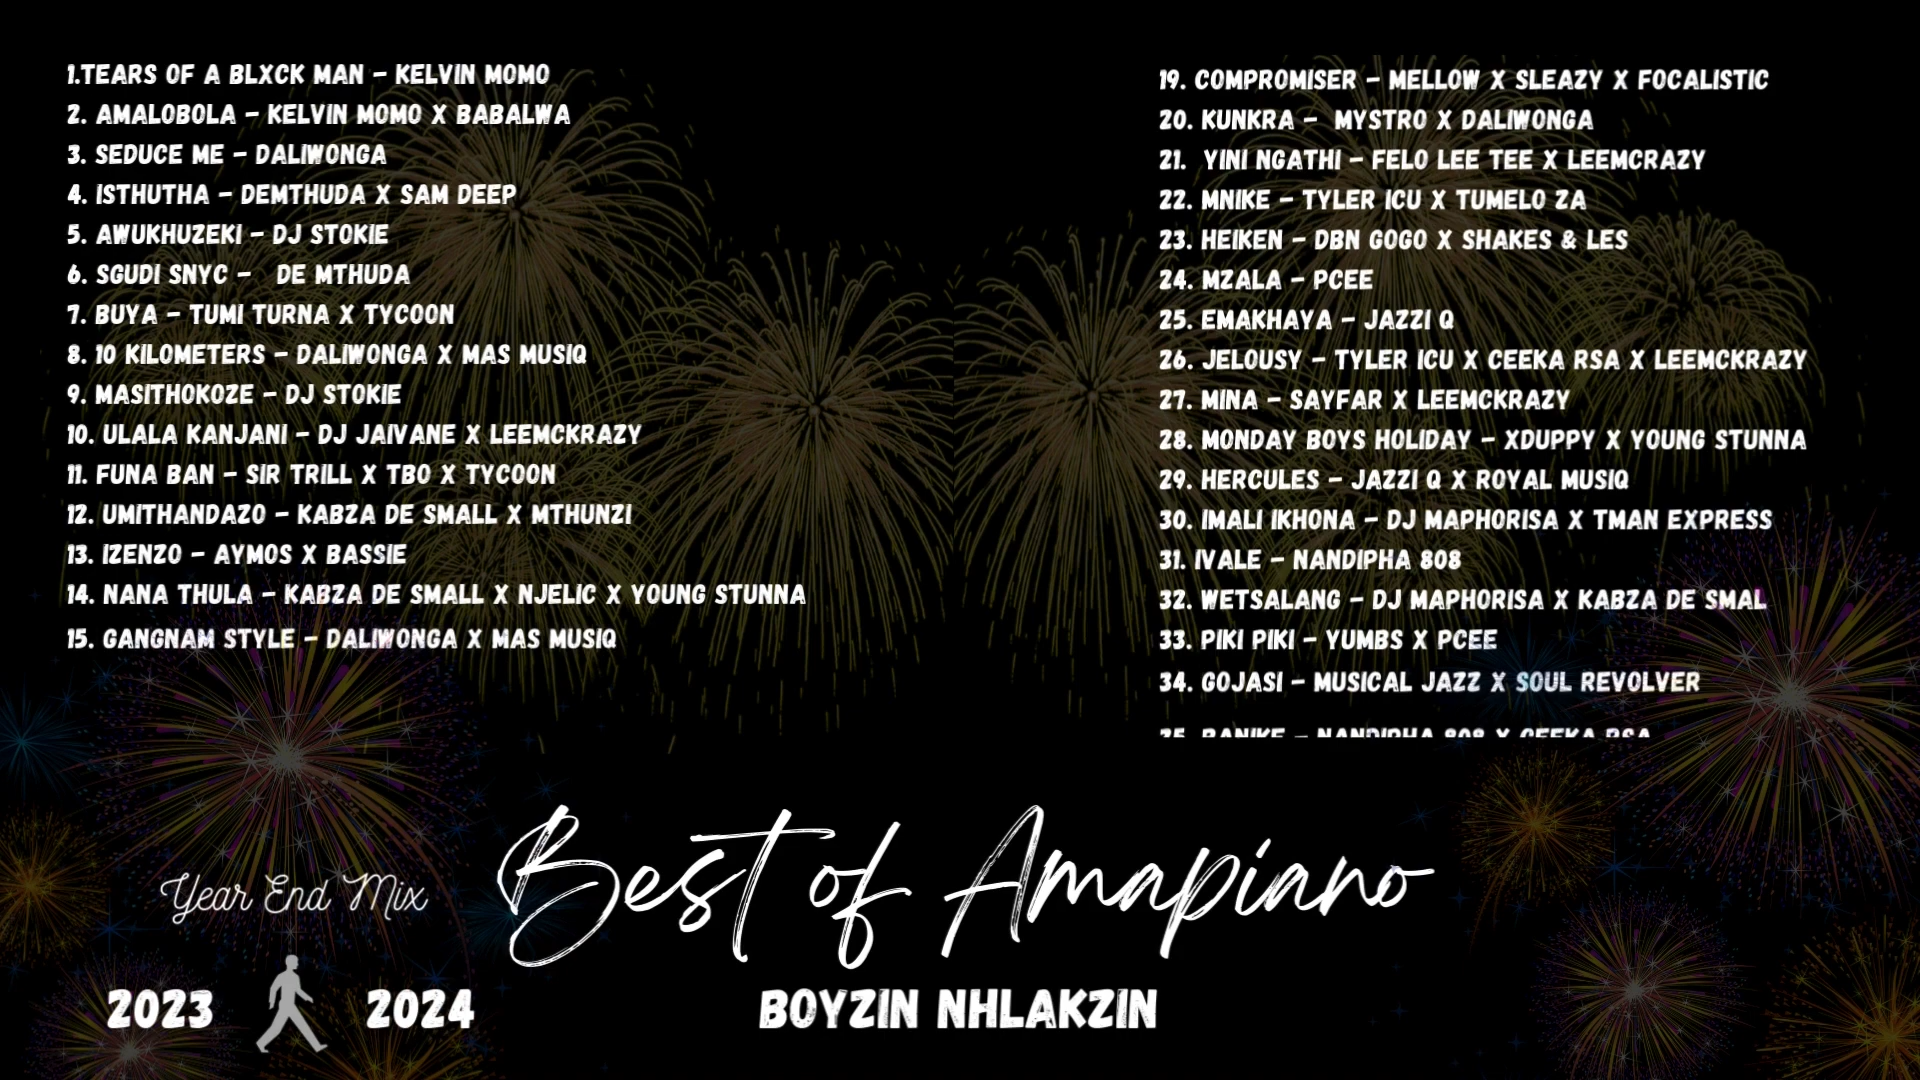 1.TEARS OF A BLXCK MAN – KELVIN MOMO
2. AMALOBOLA – KELVIN MOMO X BABALWA
3. SEDUCE ME – DALIWONGA
4. ISTHUTHA – DEMTHUDA X SAM DEEP
5. AWUKHUZEKI – DJ STOKIE
6. SGUDI SNYC – DE MTHUDA
7. BUYA – TUMI TURNA X TYCOON
8. 10 KILOMETERS – DALIWONGA X MAS MUSIQ
9. MASITHOKOZE – DJ STOKIE
10. ULALA KANJANI – DJ JAIVANE X LEEMCKRAZY
11. FUNA BAN – SIR TRILL X TBO X TYCOON
12. UMITHANDAZO – KABZA DE SMALL X MTHUNZI
13. IZENZO – AYMOS X BASSIE
14. NANA THULA – KABZA DE SMALL X NJELIC X YOUNG STUNNA
15. GANGNAM STYLE – DALIWONGA X MAS MUSIQ
19. COMPROMISER – MELLOW X SLEAZY X FOCALISTIC
20. KUNKRA – MYSTRO X DALIWONGA
21. YINI NGATHI – FELO LEE TEE X LEEMCRAZY
22. MNIKE – TYLER ICU X TUMELO ZA
23. HEIKEN – DBN GOGO X SHAKES & LES
24. MZALA – PCEE
25. EMAKHAYA – JAZZI Q
26. JELOUSY – TYLER ICU X CEEKA RSA X LEEMCKRAZY
27. MINA – SAYFAR X LEEMCKRAZY
28. MONDAY BOYS HOLIDAY – XDUPPY X YOUNG STUNNA
29. HERCULES – JAZZI Q X ROYAL MUSIQ
30. IMALI IKHONA – DJ MAPHORISA X TMAN EXPRESS
31. IVALE – NANDIPHA 808
32. WETSALANG – DJ MAPHORISA X KABZA DE SMAL
33. PIKI PIKI – YUMBS X PCEE
34. GOJASI – MUSICAL JAZZ X SOUL REVOLVER
35. – NANDIPHA 808 X CEEKA RSA
Year End Mix
Best of Amapiano
2023 2024
BOYZIN NHLAKZIN